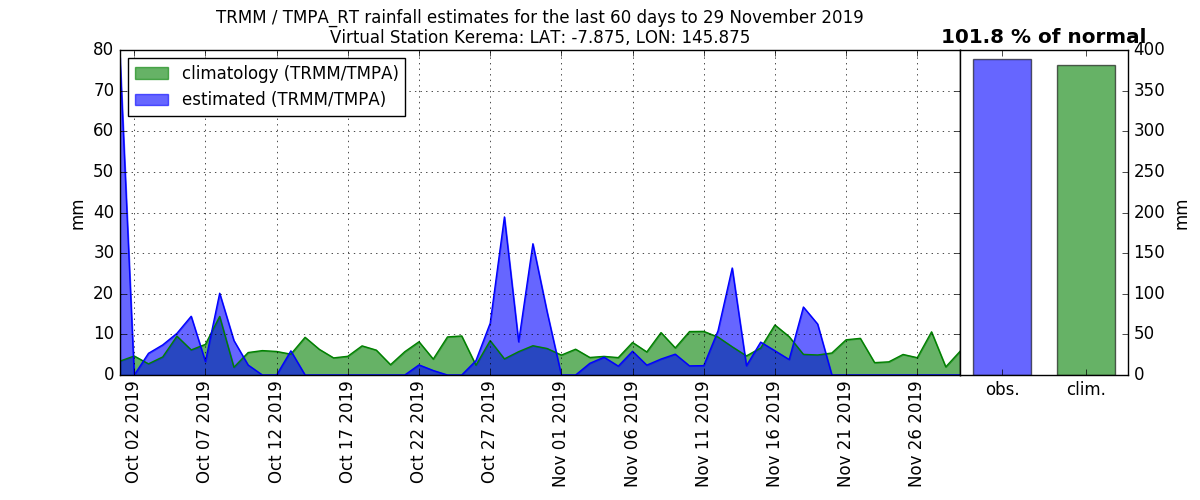 TRMM / TMPA_RT rainfall estimates for the last 60 days to 29 November 2019
Virtual Station Kerema: LAT: -7.875, LON: 145.875
101.8 % of normal
climatology (TRMM/TMPA)
estimated (TRMM/TMPA)
80
70
60
50
40
30
20
10
0
mm
Oct 02 2019
Oct 07 2019
Oct 12 2019
Oct 17 2019
Oct 22 2019
Oct 27 2019
Nov 01 2019
Nov 06 2019
Nov 11 2019
Nov 16 2019
Nov 21 2019
Nov 26 2019
obs.
clim.
400
350
300
250
200
150
100
50
0
mm